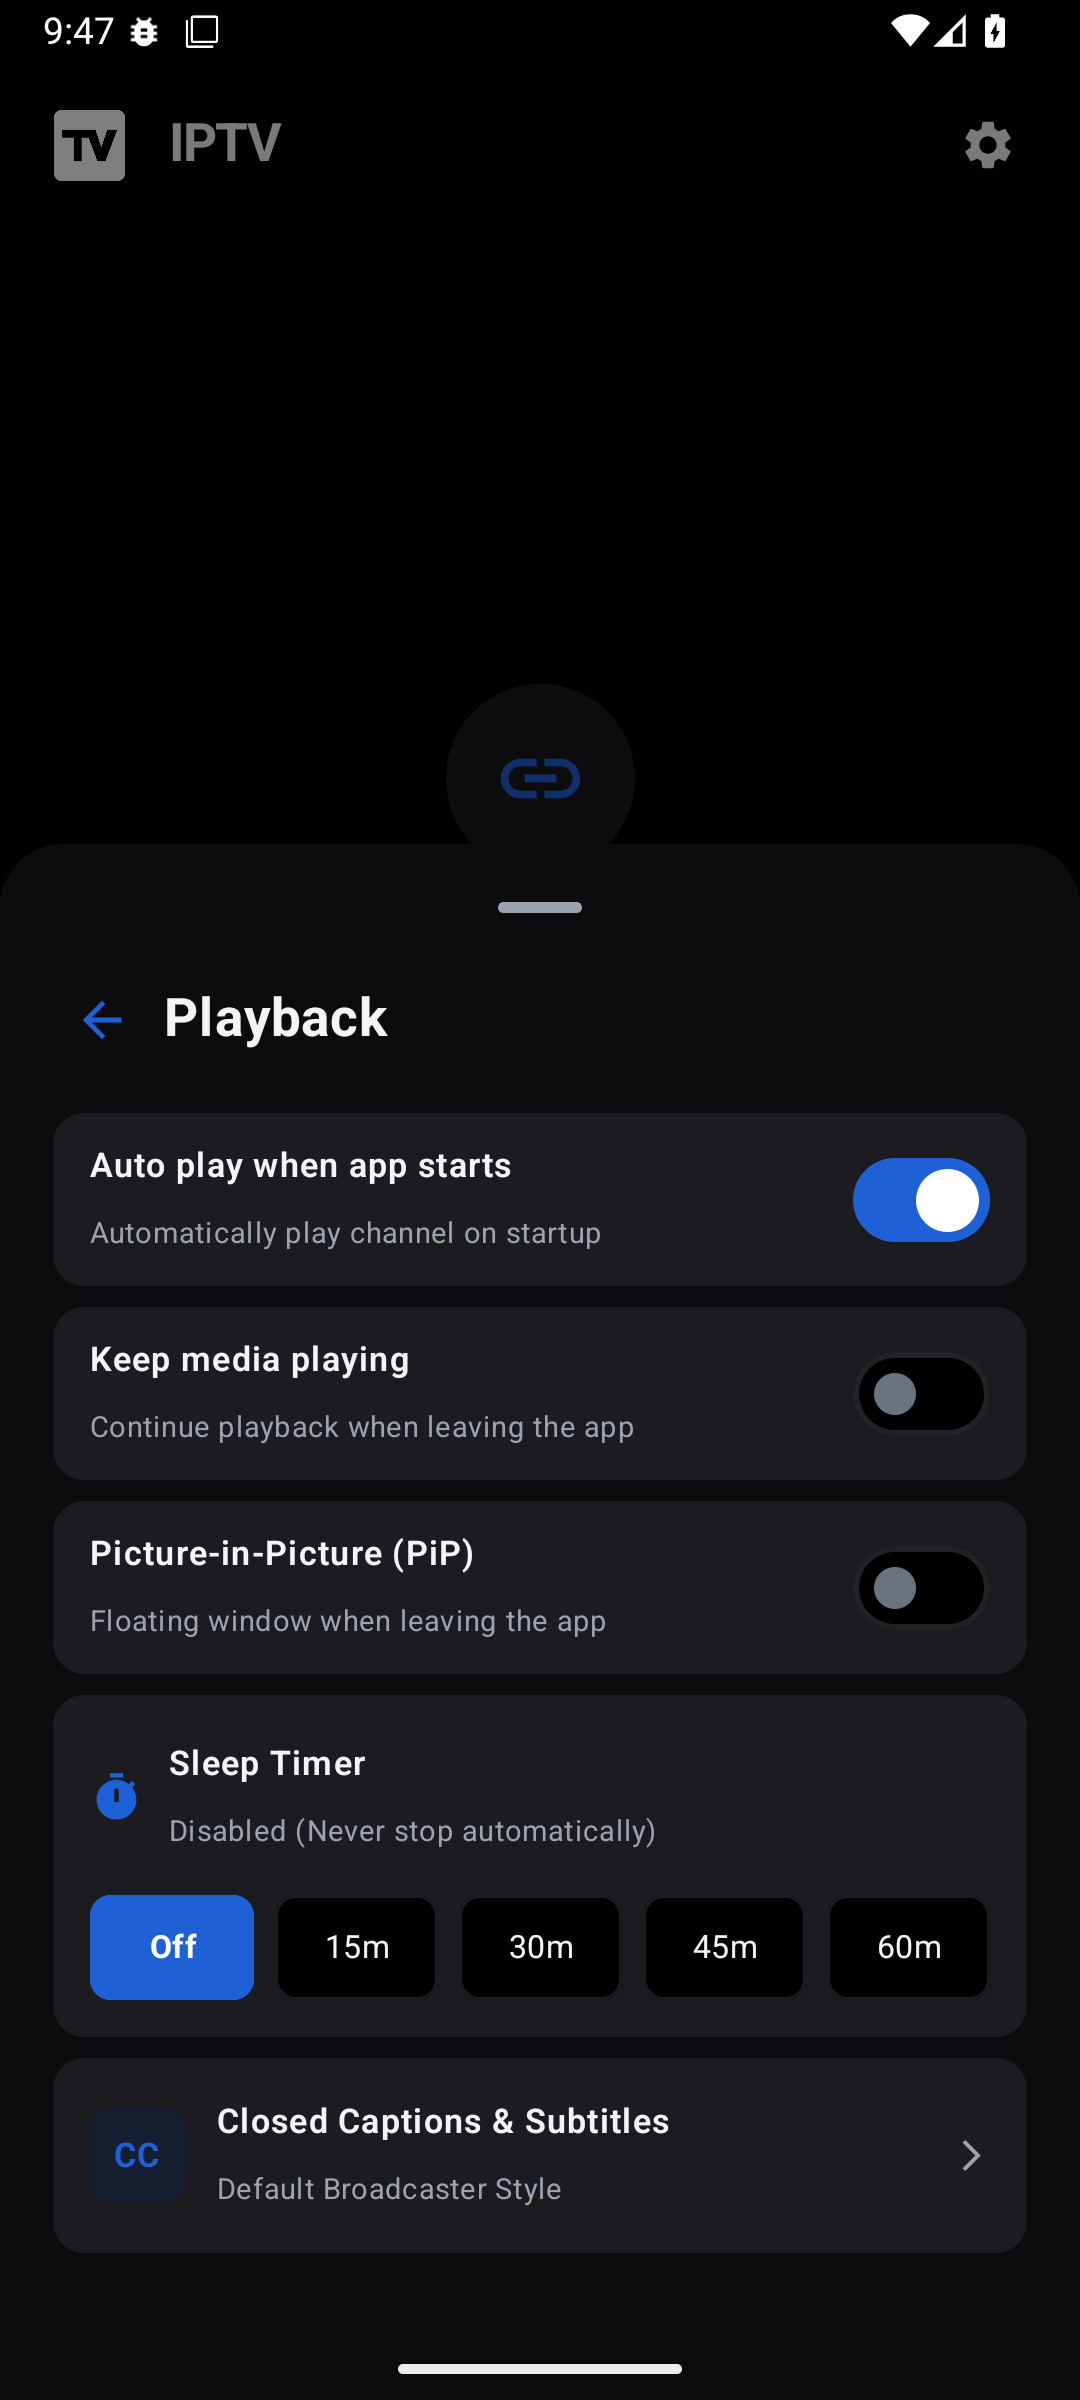 9:47
TV IPTV
Playback
Auto play when app starts
Automatically play channel on startup
Keep media playing
Continue playback when leaving the app
Picture-in-Picture (PiP)
Floating window when leaving the app
Sleep Timer
Disabled (Never stop automatically)
Off 15m 30m 45m 60m
CC
Closed Captions & Subtitles
Default Broadcaster Style